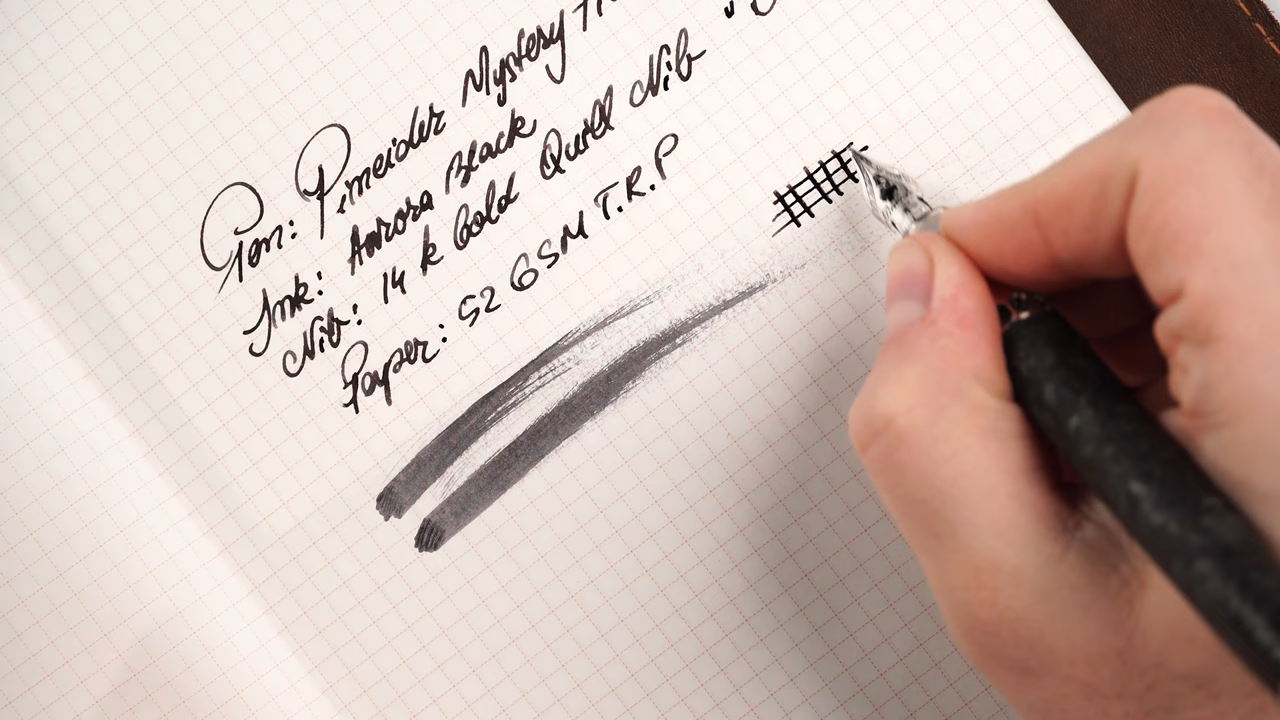 Pen: Pineider Mystery
Ink: Aurora Black
Nib: 14 k Gold Quill Nib
Paper: 52 GSM T.R.P